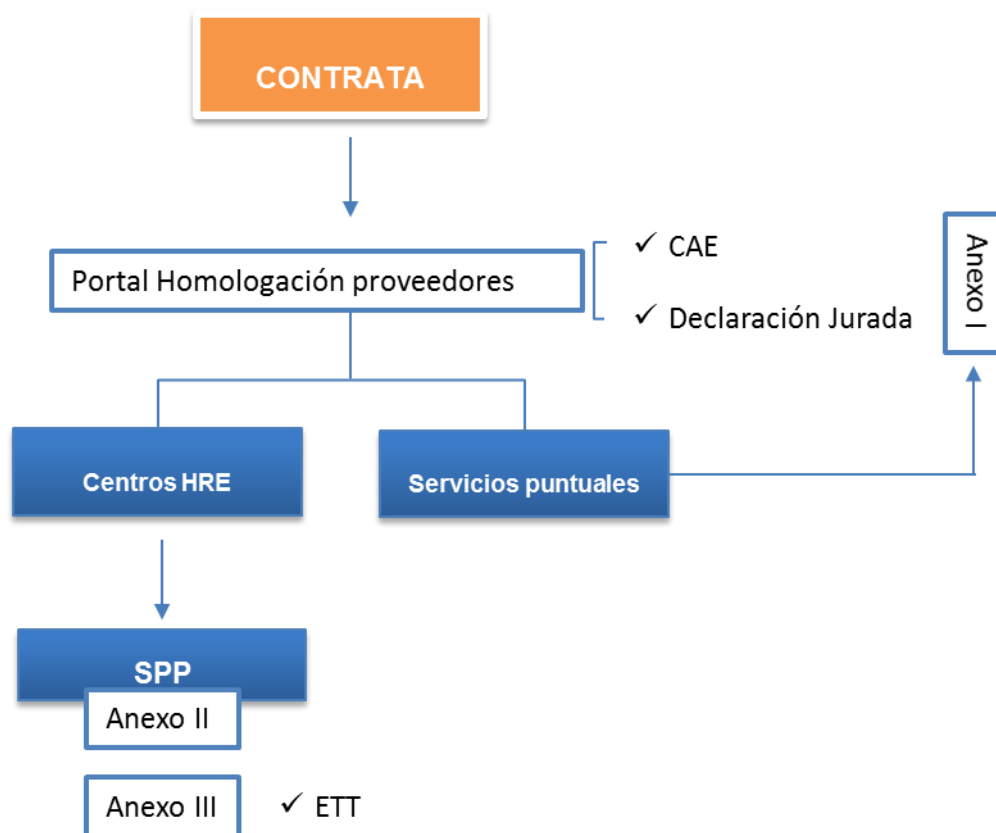 CONTRATA
Portal Homologación proveedores
✓ CAE
✓ Declaración Jurada
Anexo I
Centros HRE
Servicios puntuales
SPP
Anexo II
Anexo III
✓ ETT